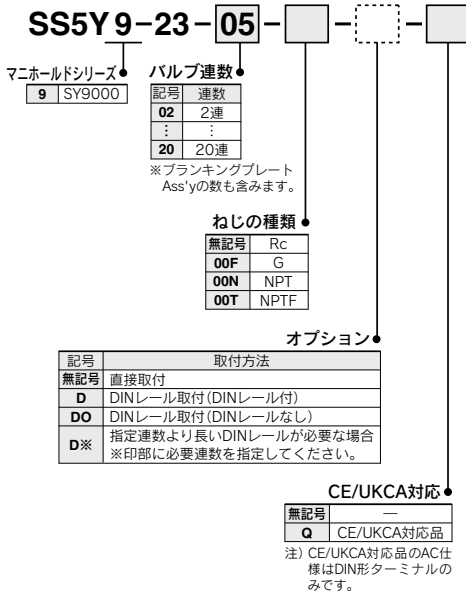 SS5Y9-23-05-□-□-□
マニホールドシリーズ
9 SY9000
バルブ連数
記号 連数
02 2連
⋮ ⋮
20 20連
※ブランキングプレート
Ass'yの数も含みます。
ねじの種類
無記号 Rc
00F G
00N NPT
00T NPTF
オプション
記号 取付方法
無記号 直接取付
D DINレール取付(DINレール付)
DO DINレール取付(DINレールなし)
D※ 指定連数より長いDINレールが必要な場合
※印部に必要連数を指定してください。
CE/UKCA対応
無記号 —
Q CE/UKCA対応品
注) CE/UKCA対応品のAC仕
様はDIN形ターミナルの
みです。